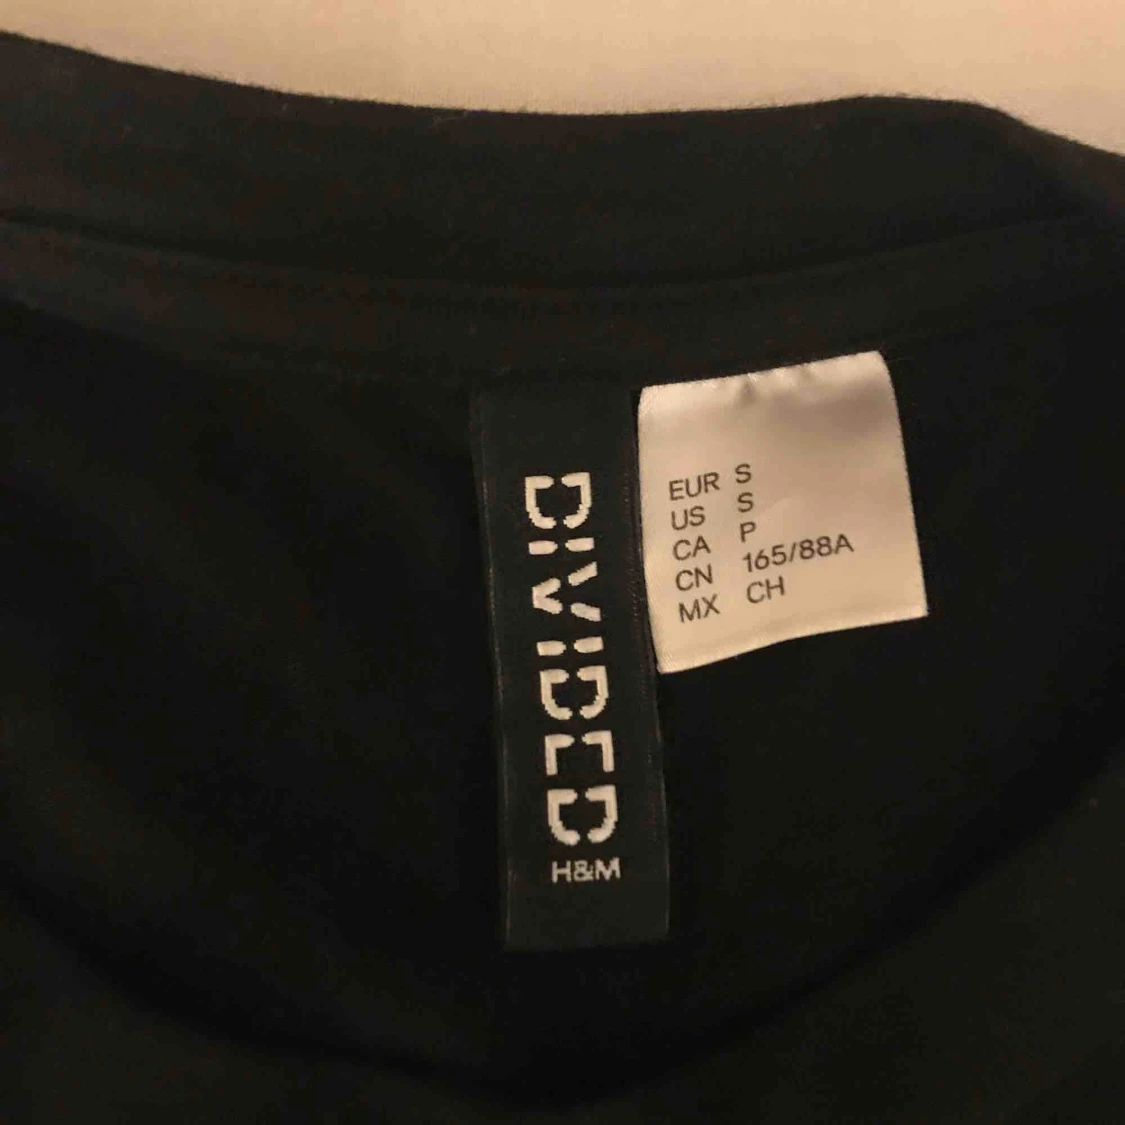 DIVIDED
H&M
EUR S
US S
CA P
CN 165/88A
MX CH